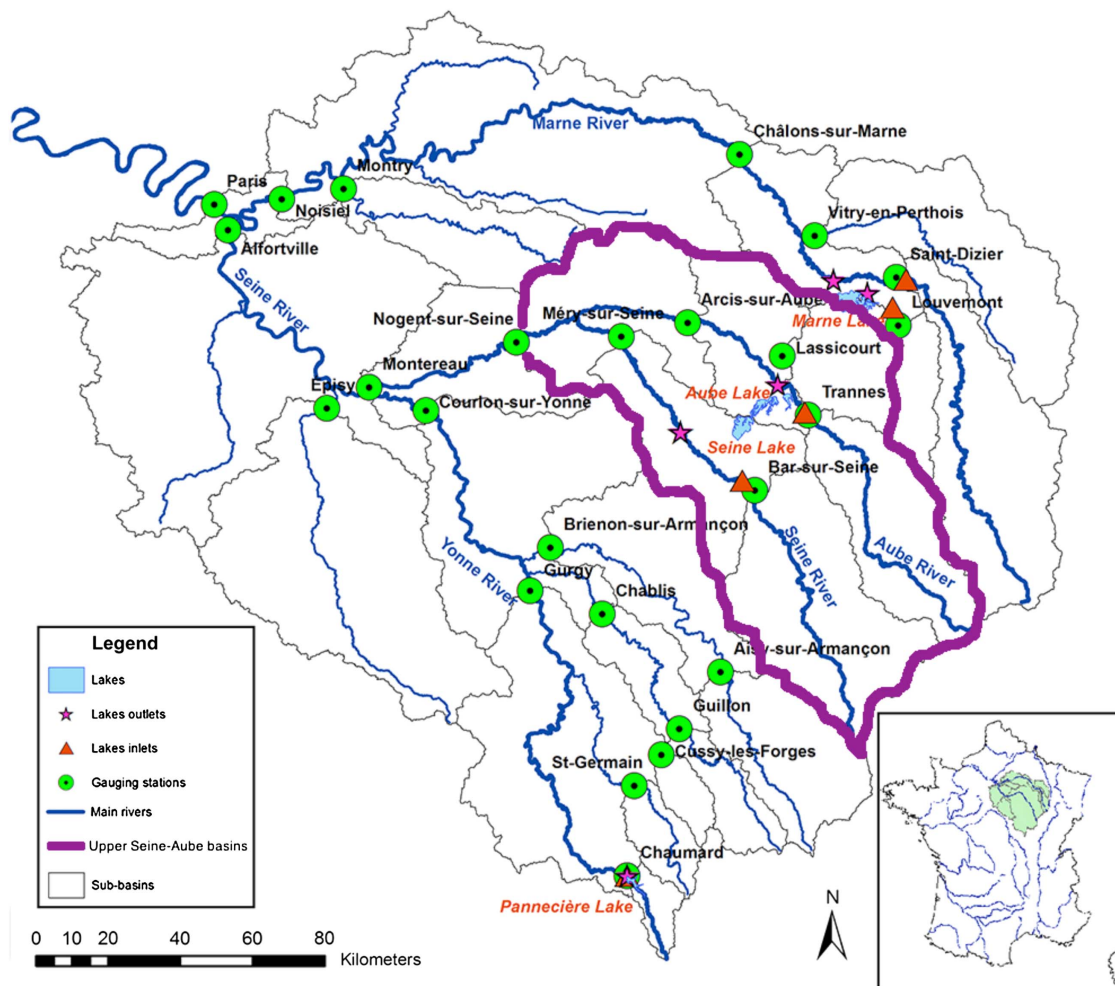 Marne River
Châlons-sur-Marne
Montry
Paris
Noisiel
Vitry-en-Perthois
Alfortville
Saint-Dizier
Seine River
Arcis-sur-Aube
Louvemont
Nogent-sur-Seine
Méry-sur-Seine
Marne Lake
Lassicourt
Montereau
Episy
Aube Lake
Trannes
Courlon-sur-Yonne
Seine Lake
Bar-sur-Seine
Brienon-sur-Armançon
Yonne River
Gurgy
Seine River
Aube River
Chablis
Aisy-sur-Armançon
Guillon
Cussy-les-Forges
St-Germain
Chaumard
Pannecière Lake
Legend
Lakes
Lakes outlets
Lakes inlets
Gauging stations
Main rivers
Upper Seine-Aube basins
Sub-basins
N
0 10 20 40 60 80
Kilometers